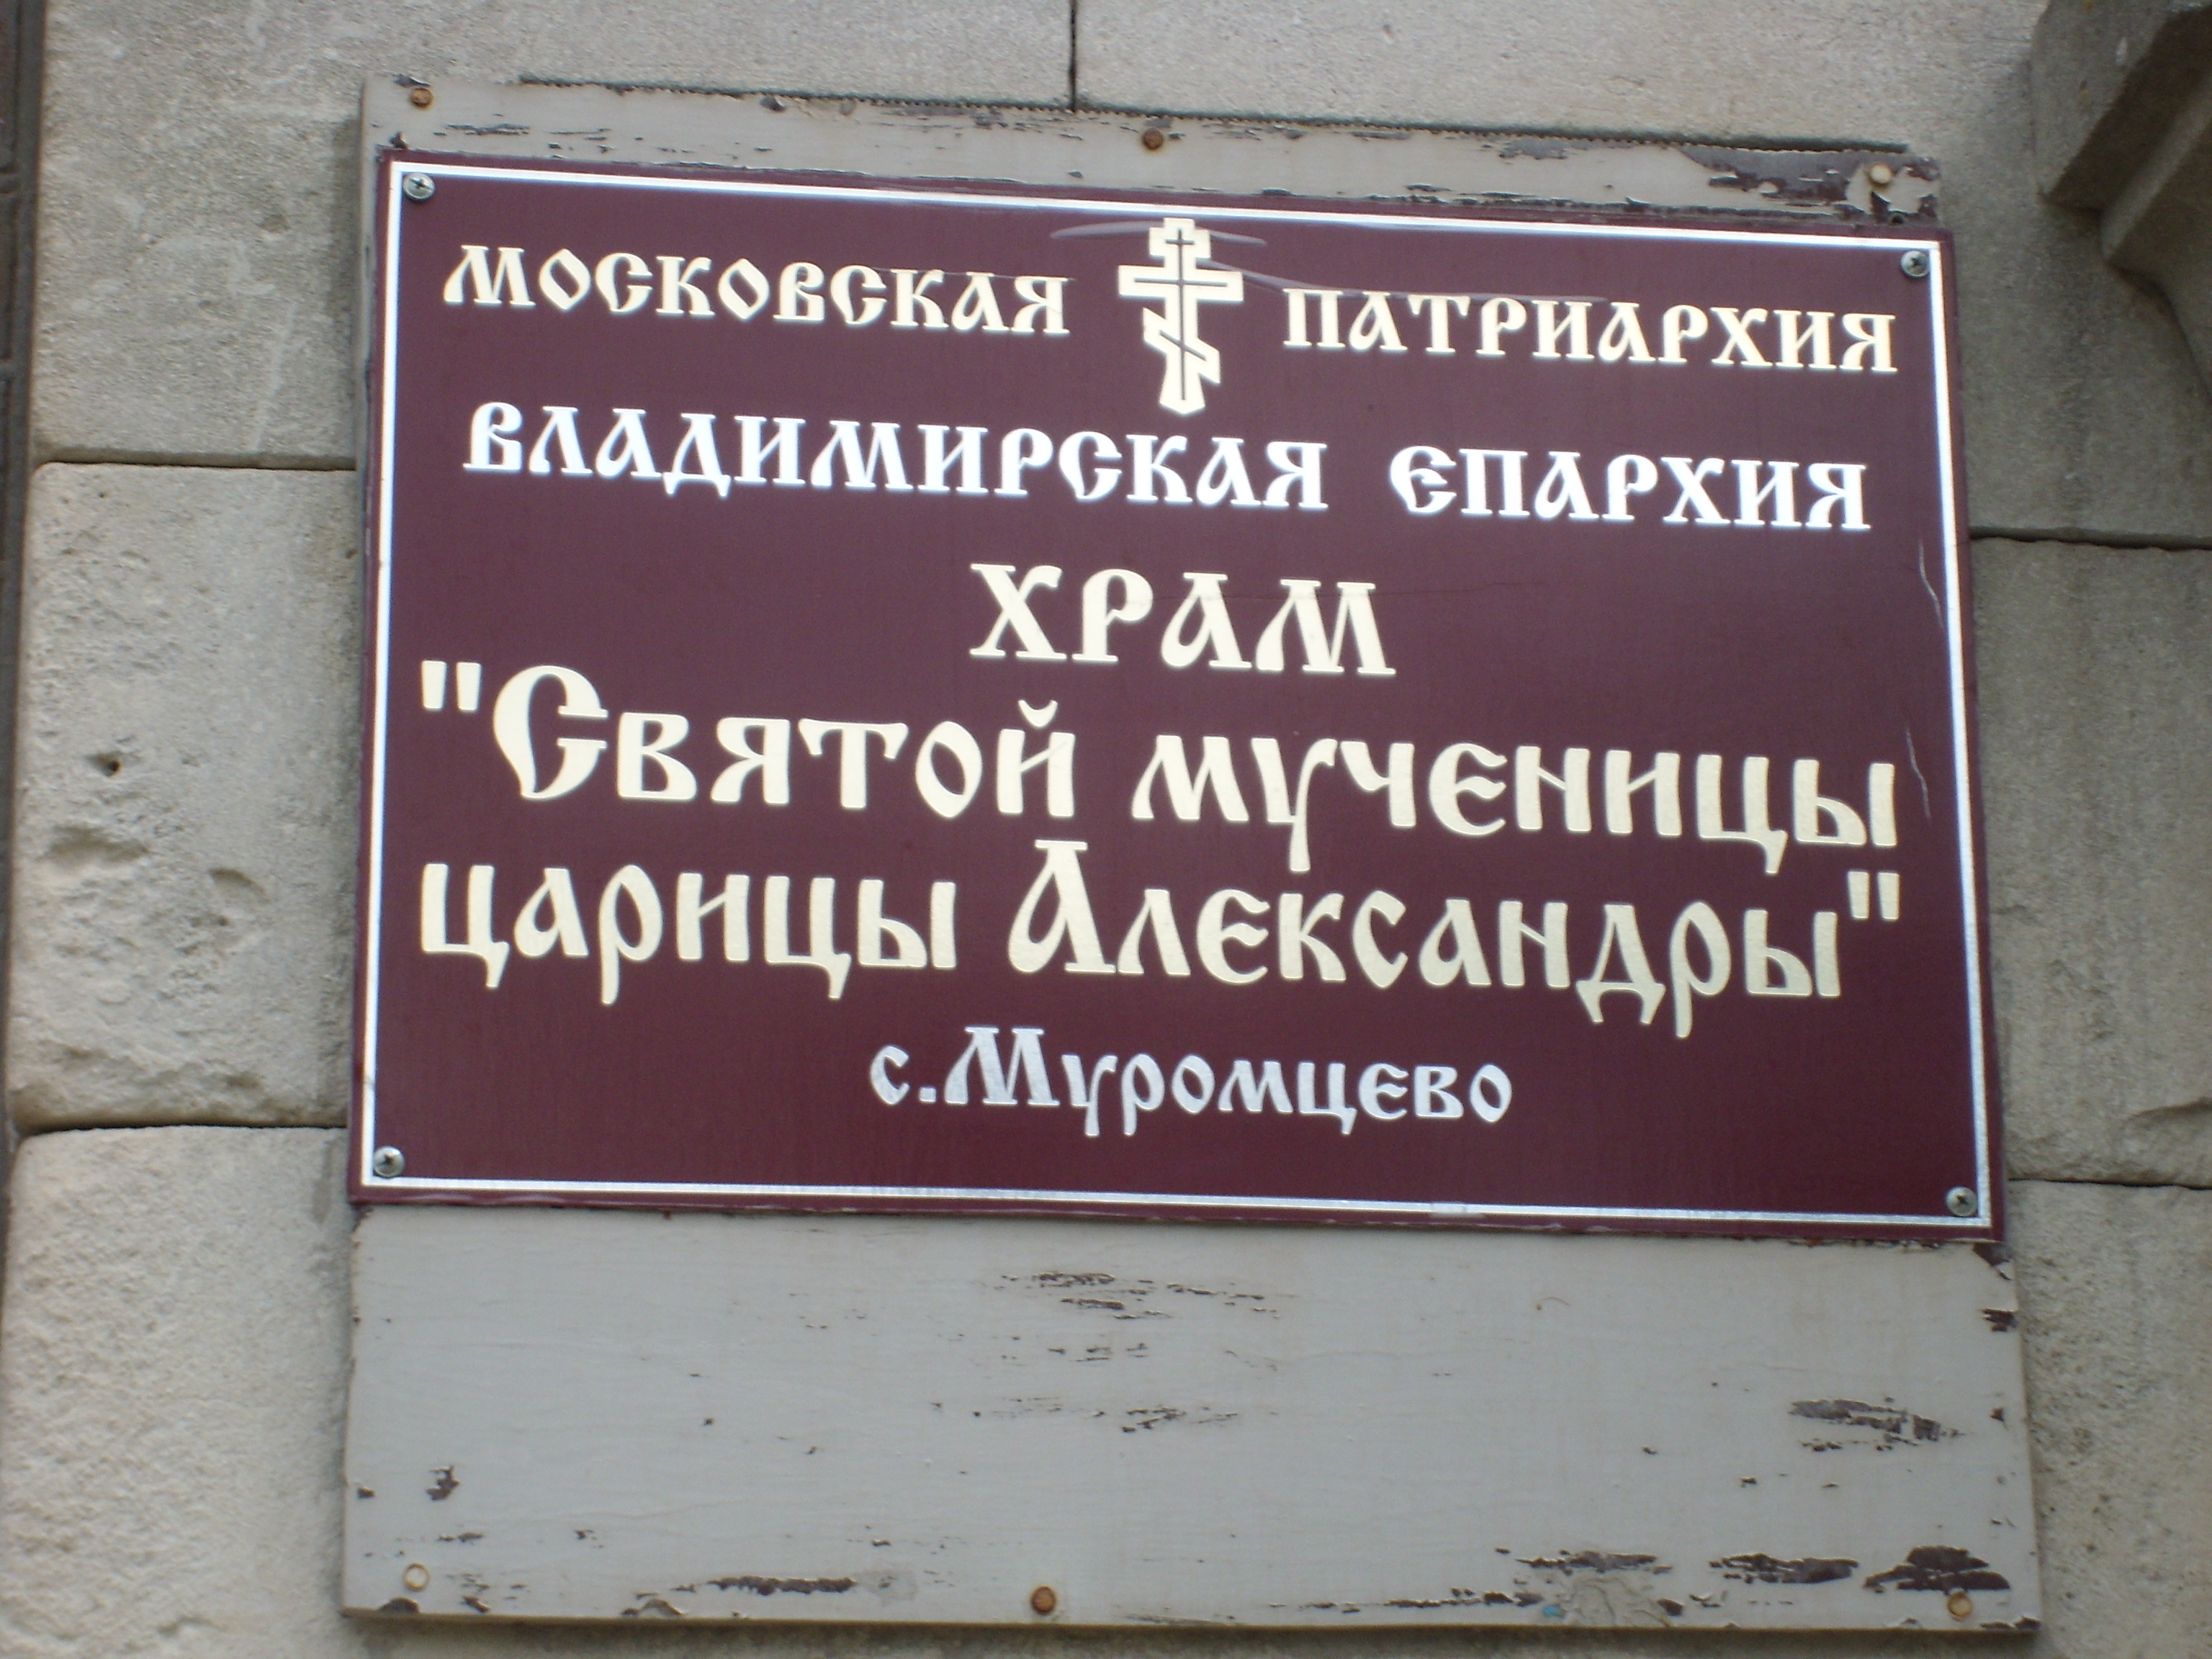 МОСКОВСКАЯ ПАТРИАРХИЯ
ВЛАДИМИРСКАЯ ЕПАРХИЯ
ХРАМ
"Святой мученицы
царицы Александры"
с.Муромцево